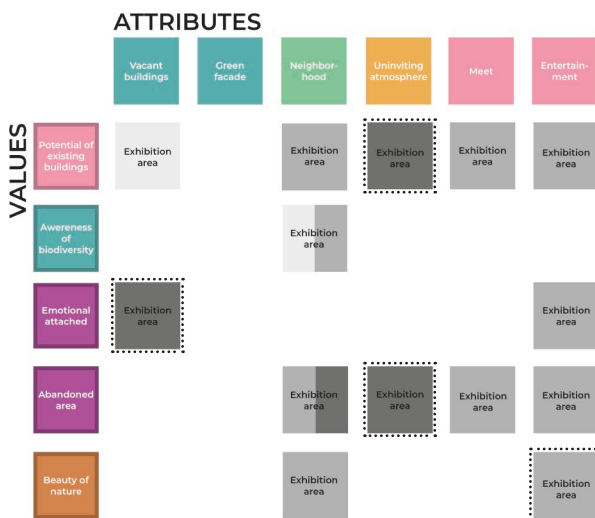 ATTRIBUTES
Vacant
buildings
Green
facade
Neighbor-
hood
Uninviting
atmosphere
Meet
Entertain-
ment
VALUES
Potential of
existing
buildings
Exhibition
area
Exhibition
area
Exhibition
area
Exhibition
area
Exhibition
area
Awereness
of
biodiversity
Exhibition
area
Emotional
attached
Exhibition
area
Exhibition
area
Abandoned
area
Exhibition
area
Exhibition
area
Exhibition
area
Exhibition
area
Beauty of
nature
Exhibition
area
Exhibition
area